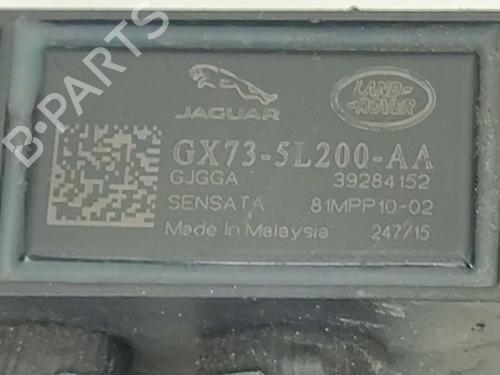 B-PARTS
JAGUAR
LAND ROVER
GX73-5L200-AA
GJGGA 39284152
SENSATA 81MPP10-02
Made In Malaysia 247/15